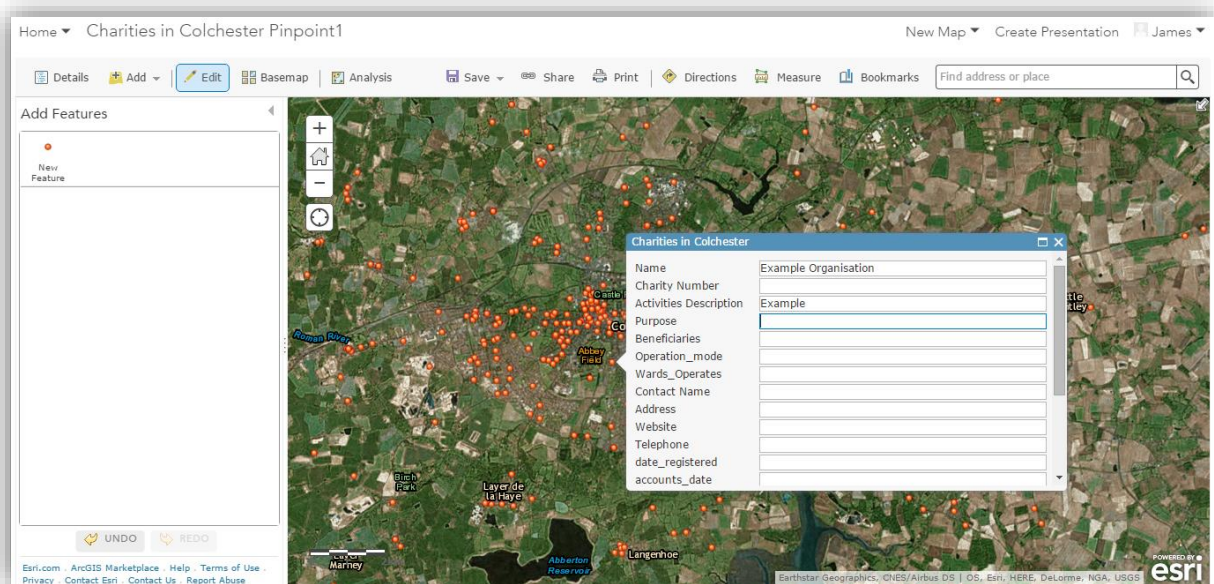 Home Charities in Colchester Pinpoint1 New Map Create Presentation James
Details Add Edit Basemap Analysis Save Share Print Directions Measure Bookmarks Find address or place
Add Features
New
Feature
UNDO REDO
Esri.com . ArcGIS Marketplace . Help . Terms of Use .
Privacy . Contact Esri . Contact Us . Report Abuse
+
−
Castle
Co
Abbey
Field
Roman River
Birch
Park
Layer de
la Haye
Marney
Abberton
Reservoir
Langenhoe
Charities in Colchester
Name Example Organisation
Charity Number
Activities Description Example
Purpose
Beneficiaries
Operation_mode
Wards_Operates
Contact Name
Address
Website
Telephone
date_registered
accounts_date
Earthstar Geographics, CNES/Airbus DS | OS, Esri, HERE, DeLorme, NGA, USGS
POWERED BY
esri